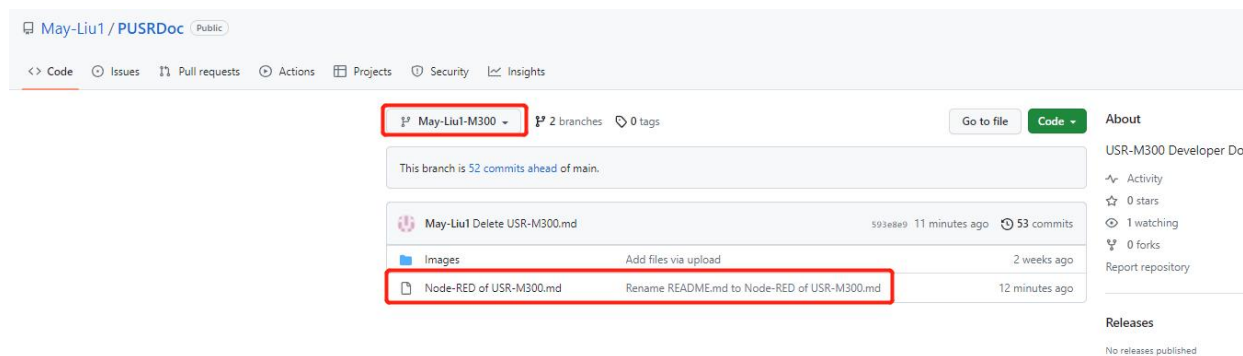 May-Liu1 / PUSRDoc Public
Code Issues Pull requests Actions Projects Security Insights
May-Liu1-M300 2 branches 0 tags Go to file Code
This branch is 52 commits ahead of main.
May-Liu1 Delete USR-M300.md 593e8e9 11 minutes ago 53 commits
Images Add files via upload 2 weeks ago
Node-RED of USR-M300.md Rename README.md to Node-RED of USR-M300.md 12 minutes ago
About
USR-M300 Developer Do
Activity
0 stars
1 watching
0 forks
Report repository
Releases
No releases published